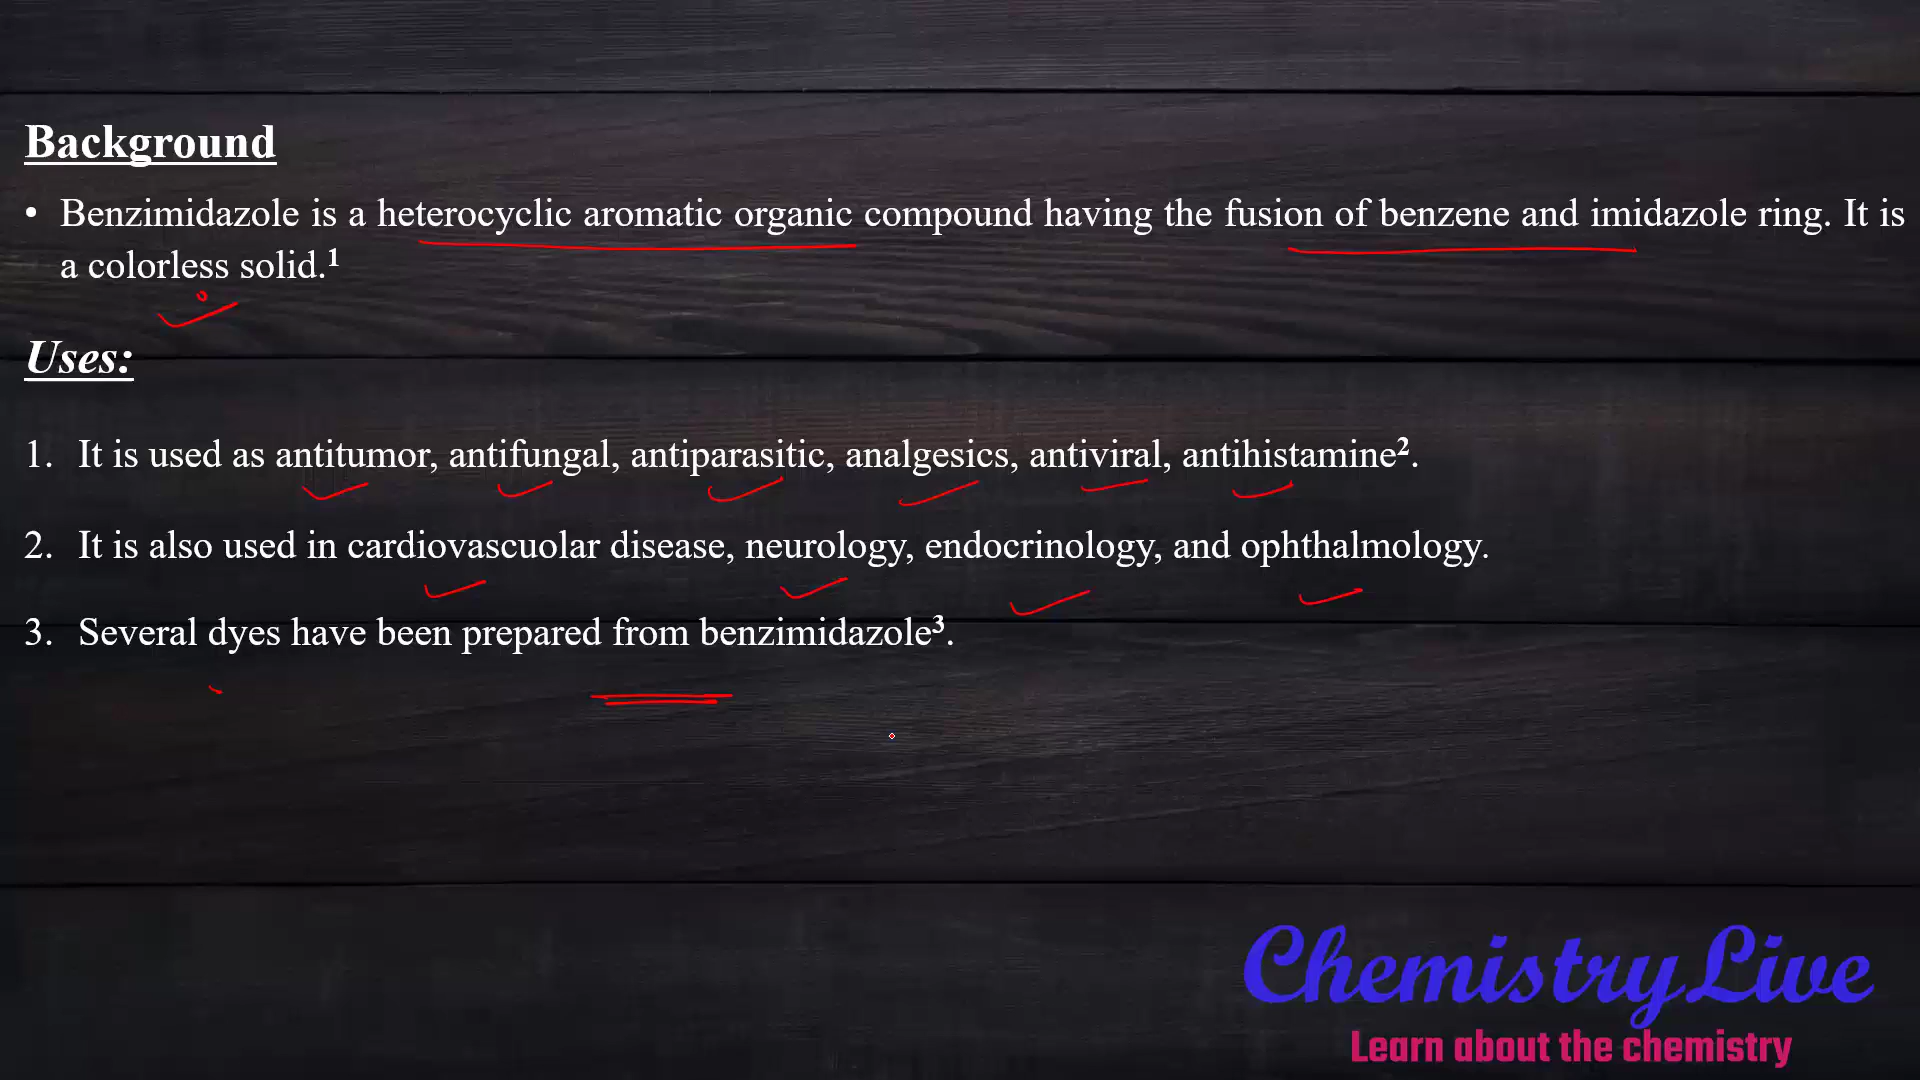 Background
• Benzimidazole is a heterocyclic aromatic organic compound having the fusion of benzene and imidazole ring. It is
a colorless solid.¹
Uses:
1. It is used as antitumor, antifungal, antiparasitic, analgesics, antiviral, antihistamine².
2. It is also used in cardiovascuolar disease, neurology, endocrinology, and ophthalmology.
3. Several dyes have been prepared from benzimidazole³.
ChemistryLive
Learn about the chemistry